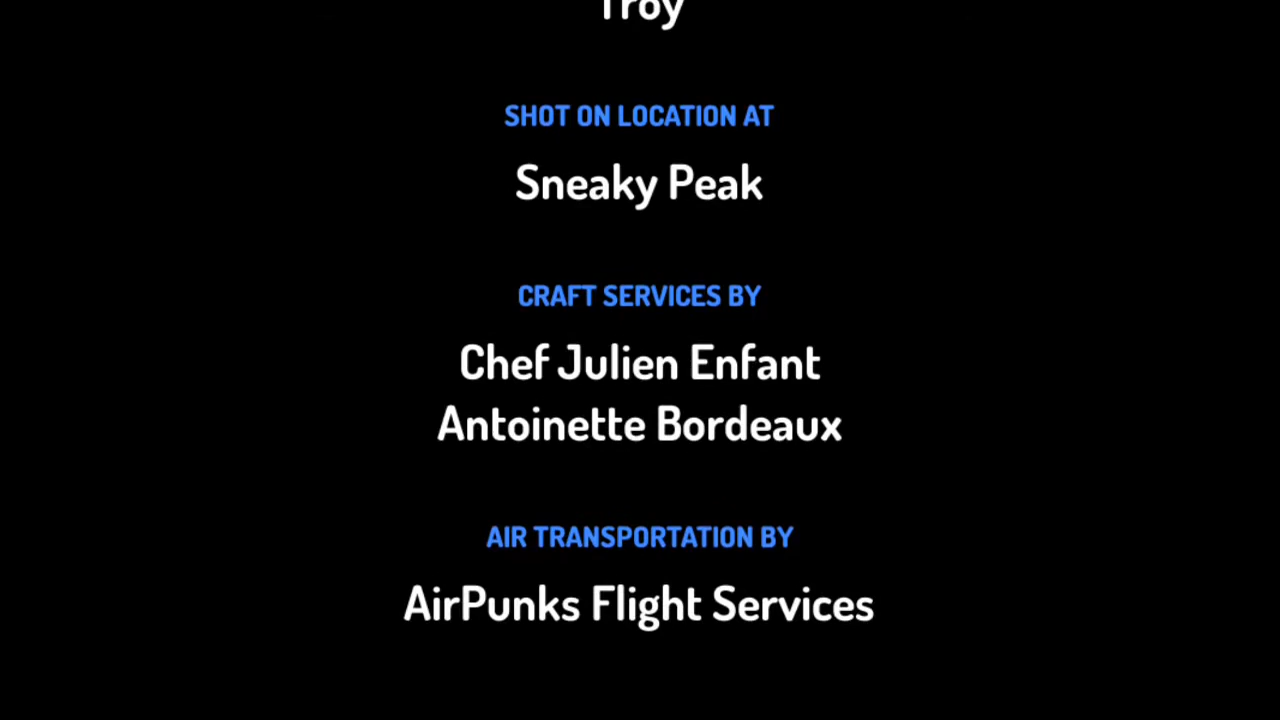 Troy
SHOT ON LOCATION AT
Sneaky Peak
CRAFT SERVICES BY
Chef Julien Enfant
Antoinette Bordeaux
AIR TRANSPORTATION BY
AirPunks Flight Services